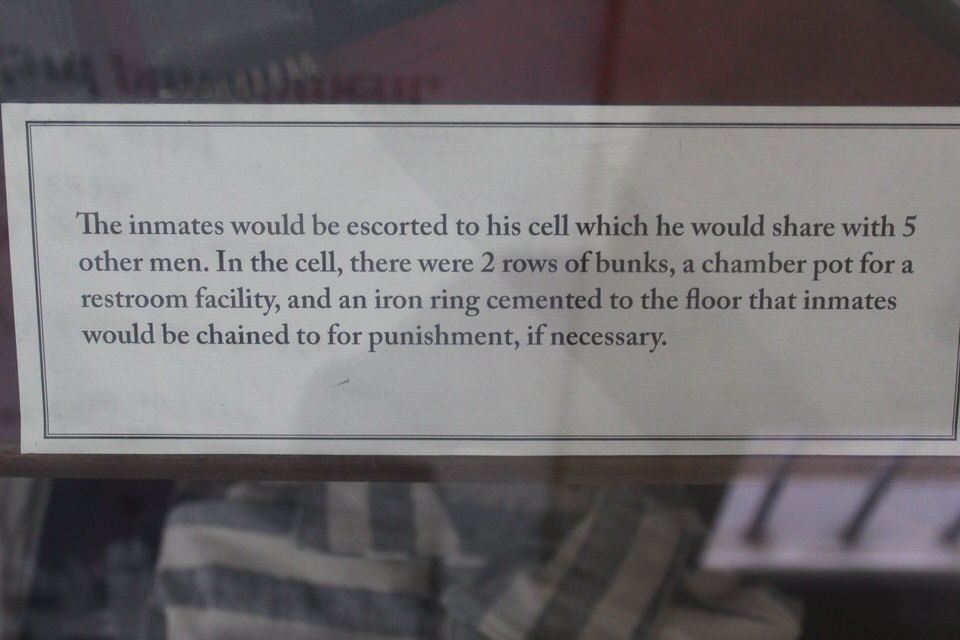 The inmates would be escorted to his cell which he would share with 5
other men. In the cell, there were 2 rows of bunks, a chamber pot for a
restroom facility, and an iron ring cemented to the floor that inmates
would be chained to for punishment, if necessary.